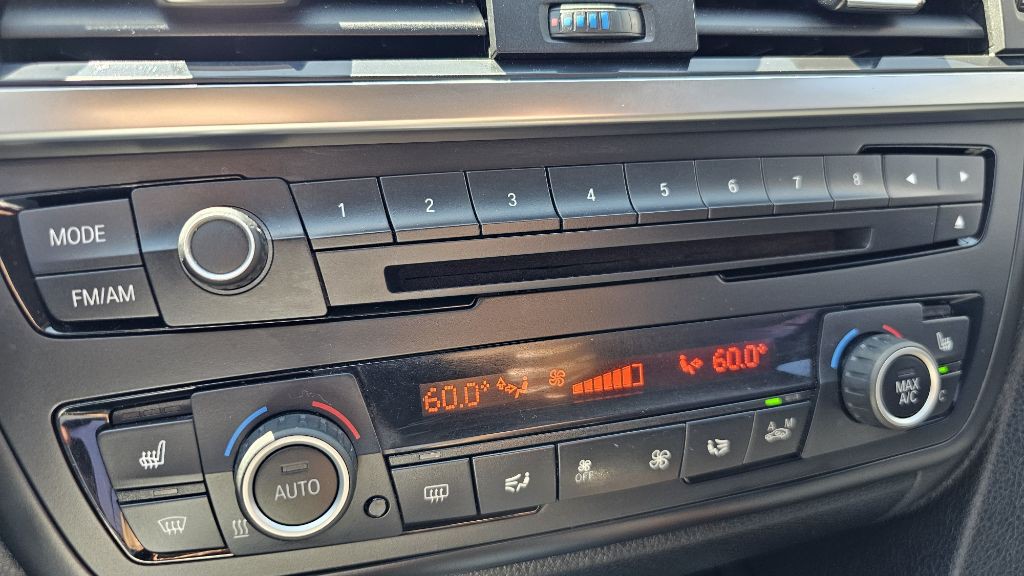 1 2 3 4 5 6 7 8
MODE
FM/AM
60.0° 60.0°
MAX
A/C
A M
OFF
AUTO
C